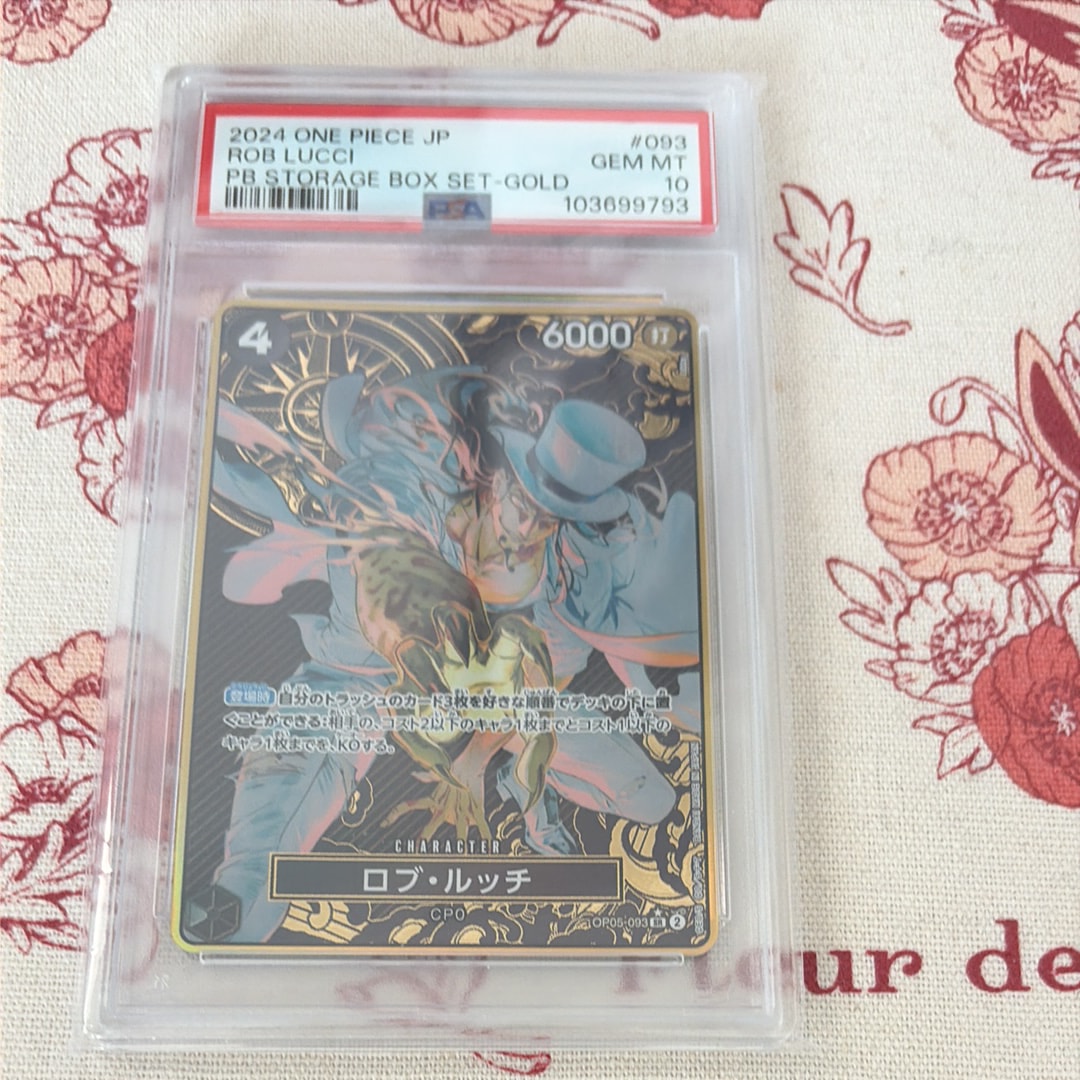 2024 ONE PIECE JP
#093
ROB LUCCI
GEM MT
PB STORAGE BOX SET-GOLD
10
PSA
103699793
4
6000
打
登場時 自分のトラッシュのカード3枚を好きな順番でデッキの下に置
くことができる:相手の、コスト2以下のキャラ1枚までとコスト1以下の
キャラ1枚までを、KOする。
CHARACTER
ロブ・ルッチ
CP0
OP05-093 SR 2
Fleur de